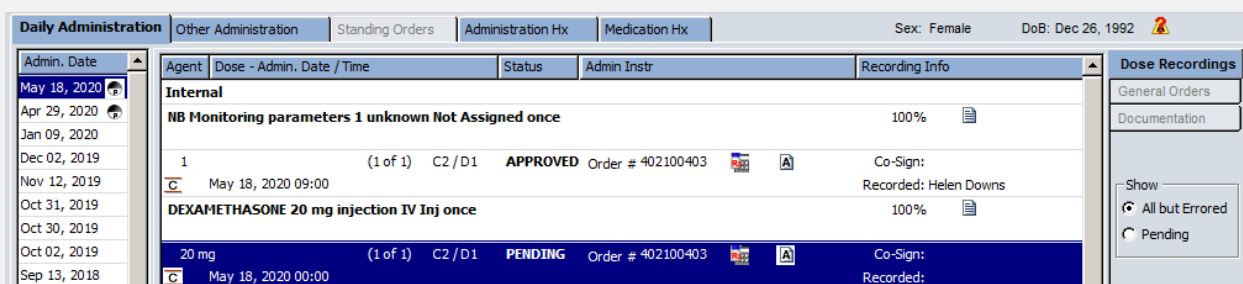 Daily Administration Other Administration Standing Orders Administration Hx Medication Hx Sex: Female DoB: Dec 26, 1992
Admin. Date
May 18, 2020
Apr 29, 2020
Jan 09, 2020
Dec 02, 2019
Nov 12, 2019
Oct 31, 2019
Oct 30, 2019
Oct 02, 2019
Sep 13, 2018
Agent Dose - Admin. Date / Time Status Admin Instr Recording Info
Internal
NB Monitoring parameters 1 unknown Not Assigned once 100%
1 (1 of 1) C2 / D1 APPROVED Order # 402100403 A Co-Sign:
C May 18, 2020 09:00 Recorded: Helen Downs
DEXAMETHASONE 20 mg injection IV Inj once 100%
20 mg (1 of 1) C2 / D1 PENDING Order # 402100403 A Co-Sign:
C May 18, 2020 00:00 Recorded:
Dose Recordings
General Orders
Documentation
Show
All but Errored
Pending